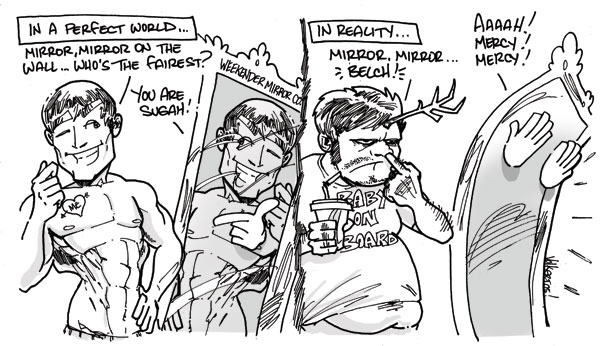 IN A PERFECT WORLD...
MIRROR, MIRROR ON THE
WALL... WHO'S THE FAIREST?
YOU ARE
SUGAH!
WEEKENDER MIRROR CO
ME
IN REALITY...
MIRROR, MIRROR...
BELCH!
BABY
ON
BOARD
AAAAH!
MERCY!
MERCY!